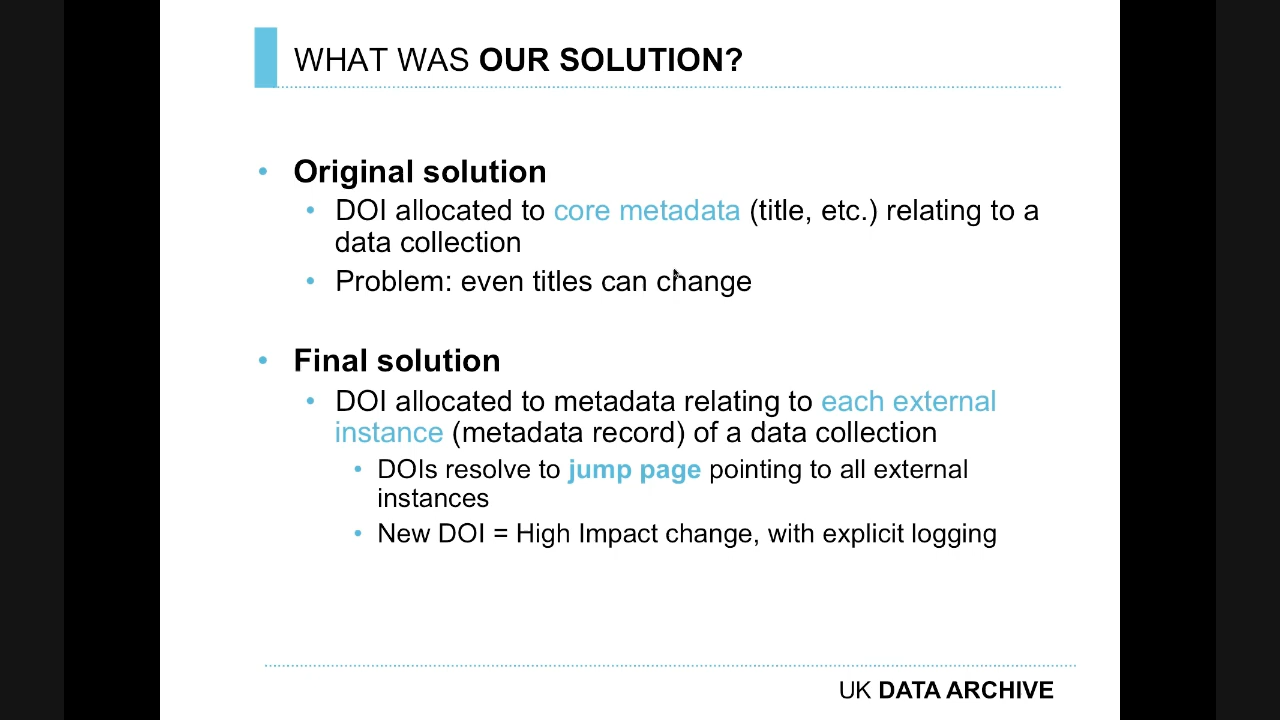 WHAT WAS OUR SOLUTION?
• Original solution
• DOI allocated to core metadata (title, etc.) relating to a
data collection
• Problem: even titles can change
• Final solution
• DOI allocated to metadata relating to each external
instance (metadata record) of a data collection
• DOIs resolve to jump page pointing to all external
instances
• New DOI = High Impact change, with explicit logging
UK DATA ARCHIVE